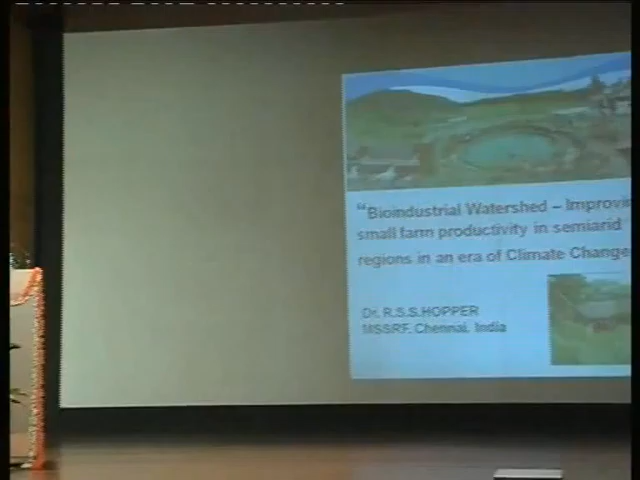 "Bioindustrial Watershed – Improvi
small farm productivity in semiarid
regions in an era of Climate Change
Dr. R.S.S.HOPPER
MSSRF, Chennai, India